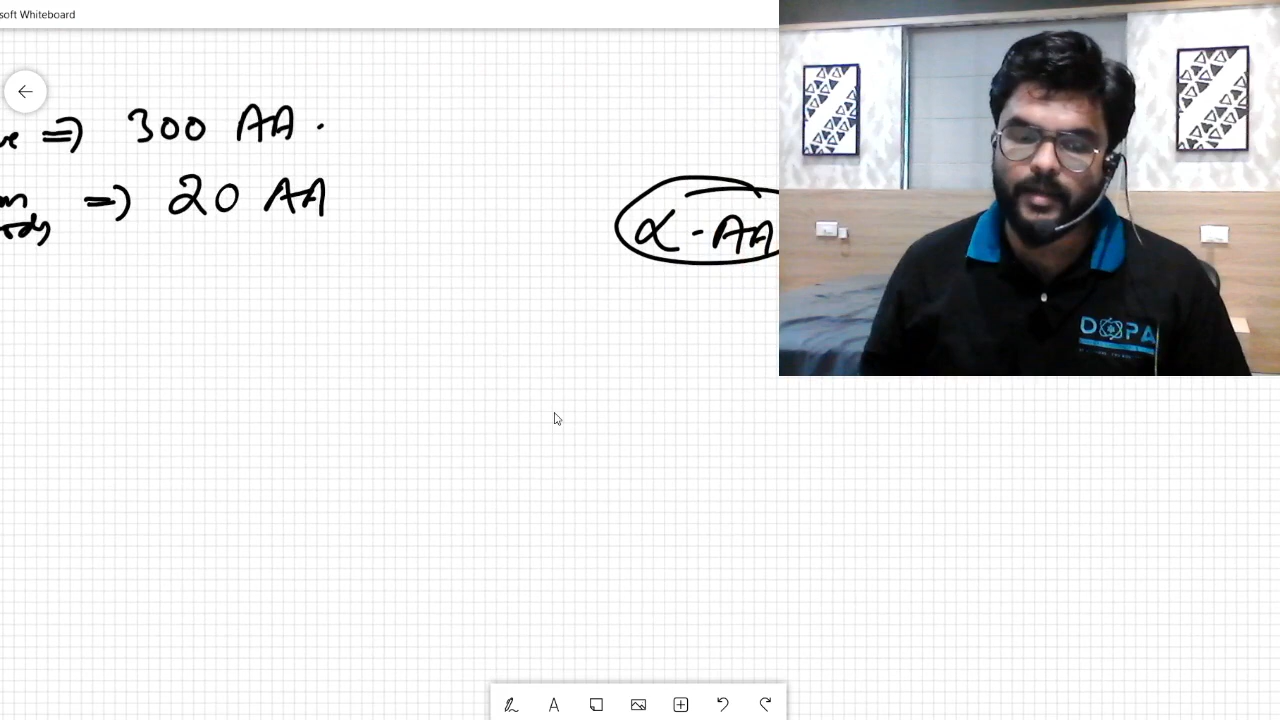 soft Whiteboard
⇒ 300 AA.
⇒ 20 AA
α-AA
DOPA